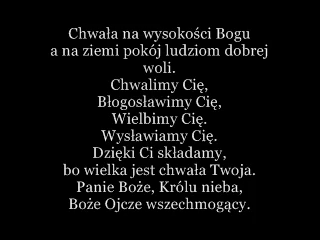 Chwała na wysokości Bogu
a na ziemi pokój ludziom dobrej
woli.
Chwalimy Cię,
Błogosławimy Cię,
Wielbimy Cię.
Wysławiamy Cię.
Dzięki Ci składamy,
bo wielka jest chwała Twoja.
Panie Boże, Królu nieba,
Boże Ojcze wszechmogący.